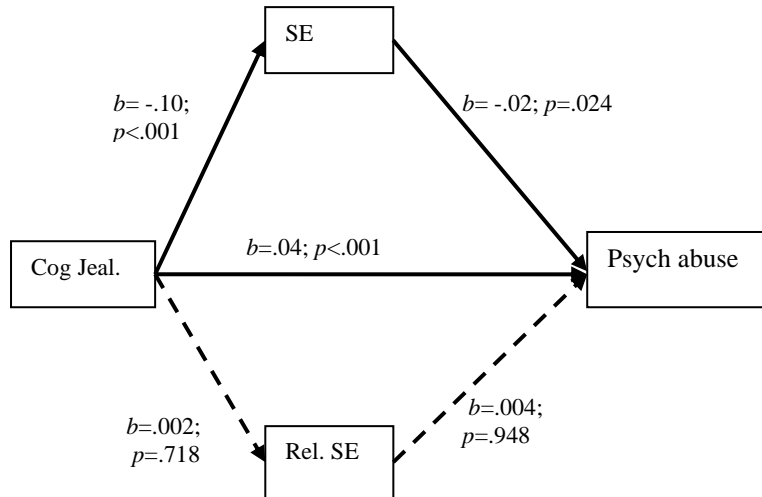 SE
b= -.10;
p<.001
b= -.02; p=.024
b=.04; p<.001
Cog Jeal.
Psych abuse
b=.002;
p=.718
Rel. SE
b=.004;
p=.948